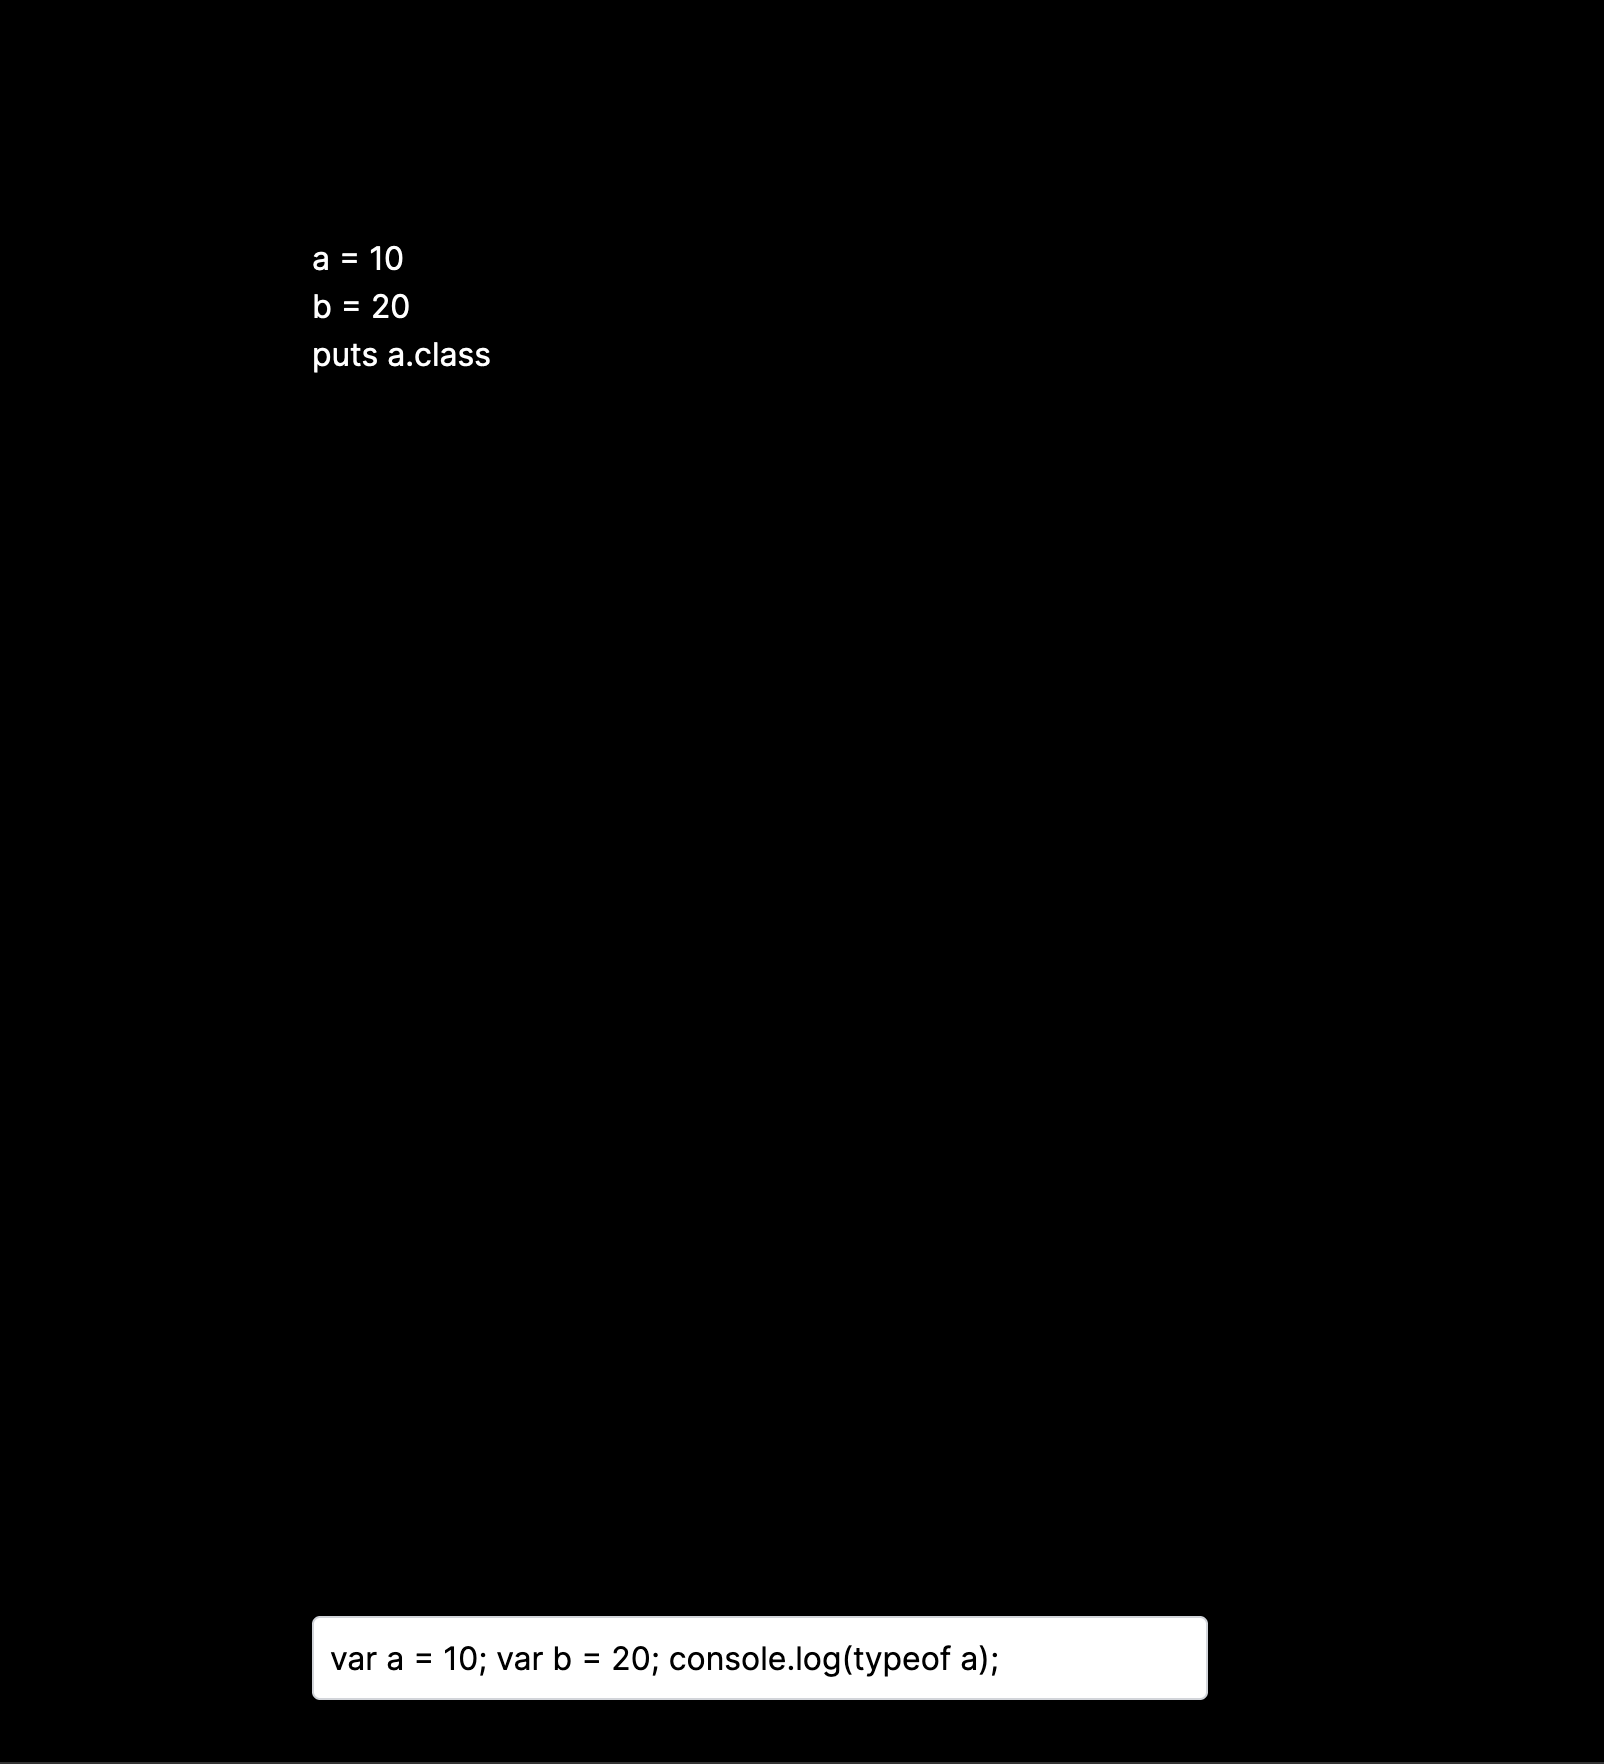 a = 10
b = 20
puts a.class
var a = 10; var b = 20; console.log(typeof a);